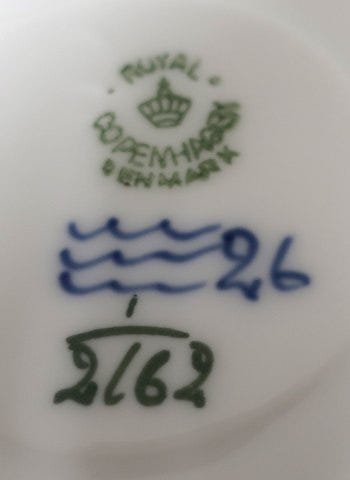 ROYAL
COPENHAGEN
DENMARK
26
1
2162